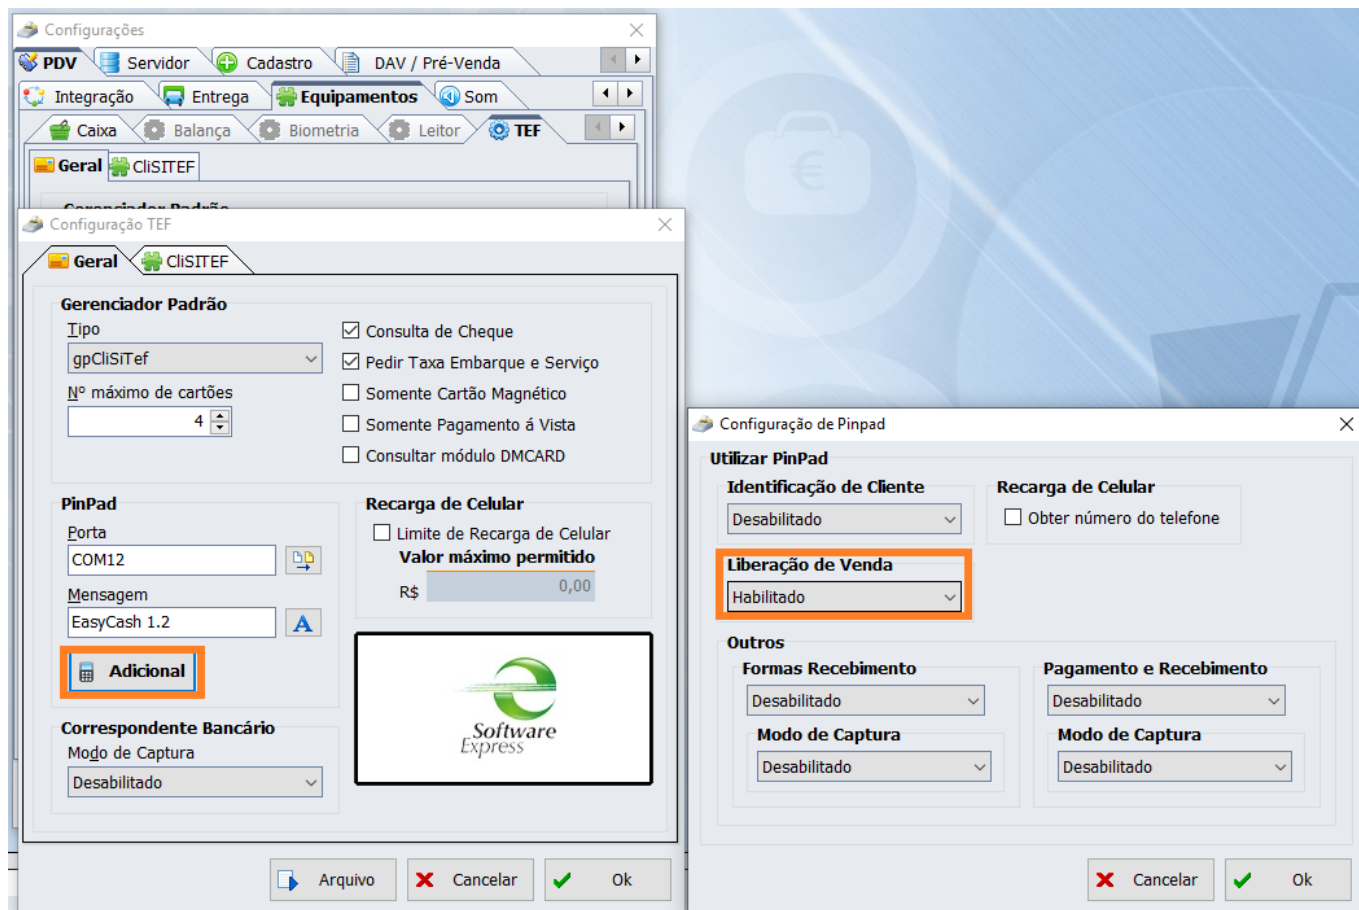 Configurações
PDV
Servidor
Cadastro
DAV / Pré-Venda
Integração
Entrega
Equipamentos
Som
Caixa
Balança
Biometria
Leitor
TEF
Geral
CliSITEF
Gerenciador Padrão
Configuração TEF
Geral
CliSITEF
Gerenciador Padrão
Tipo
gpCliSiTef
Nº máximo de cartões
4
Consulta de Cheque
Pedir Taxa Embarque e Serviço
Somente Cartão Magnético
Somente Pagamento á Vista
Consultar módulo DMCARD
PinPad
Porta
COM12
Mensagem
EasyCash 1.2
A
Adicional
Recarga de Celular
Limite de Recarga de Celular
Valor máximo permitido
R$ 0,00
Software
Express
Correspondente Bancário
Modo de Captura
Desabilitado
Arquivo
Cancelar
Ok
Configuração de Pinpad
Utilizar PinPad
Identificação de Cliente
Desabilitado
Recarga de Celular
Obter número do telefone
Liberação de Venda
Habilitado
Outros
Formas Recebimento
Desabilitado
Modo de Captura
Desabilitado
Pagamento e Recebimento
Desabilitado
Modo de Captura
Desabilitado
Cancelar
Ok
€